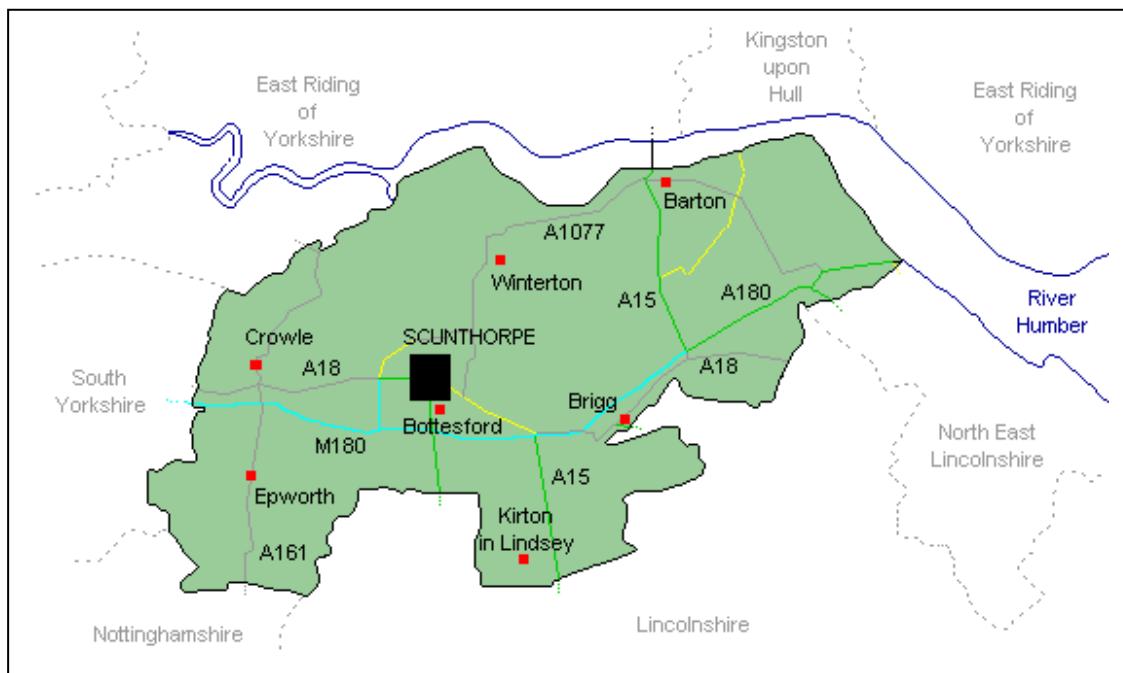 Kingston
upon
Hull
East Riding
of
Yorkshire
East Riding
of
Yorkshire
Barton
A1077
Winterton
A15
A180
River
Humber
SCUNTHORPE
Crowle
A18
A18
South
Yorkshire
Brigg
Bottesford
M180
North East
Lincolnshire
A15
Epworth
Kirton
in Lindsey
A161
Nottinghamshire
Lincolnshire